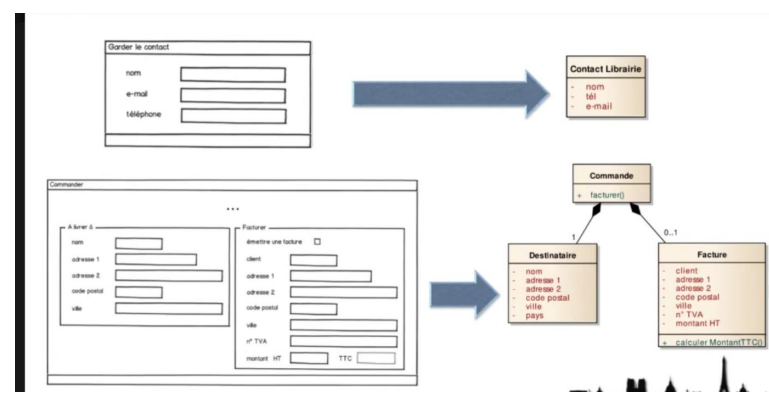 Garder le contact
nom
e-mail
téléphone
Contact Librairie
- nom
- tél
- e-mail
Commander
...
A livrer à
nom
adresse 1
adresse 2
code postal
ville
Facturer
émettre une facture
client
adresse 1
adresse 2
code postal
ville
n° TVA
montant HT TTC
Commande
+ facturer()
1
0..1
Destinataire
- nom
- adresse 1
- adresse 2
- code postal
- ville
- pays
Facture
- client
- adresse 1
- adresse 2
- code postal
- ville
- n° TVA
- montant HT
+ calculer MontantTTC()